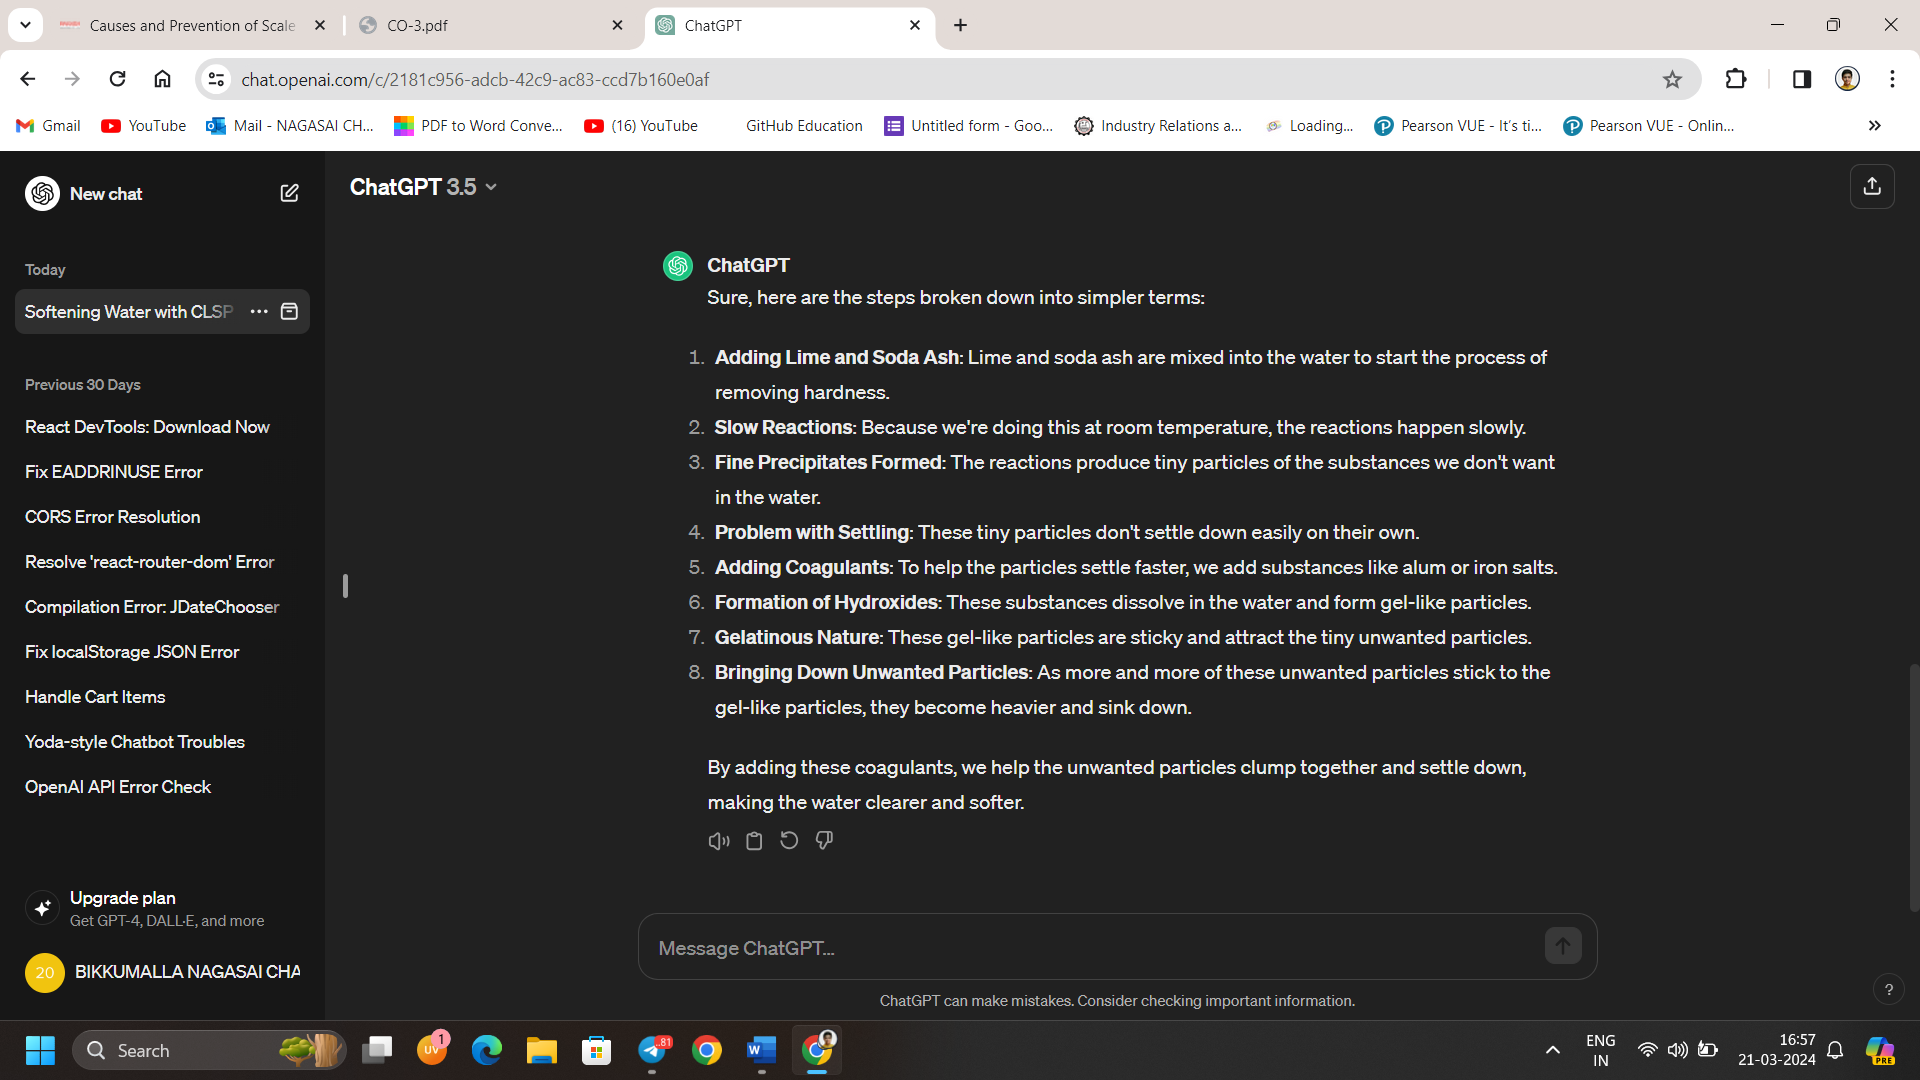 Causes and Prevention of Scale
CO-3.pdf
ChatGPT
chat.openai.com/c/2181c956-adcb-42c9-ac83-ccd7b160e0af
Gmail
YouTube
Mail - NAGASAI CH...
PDF to Word Conve...
(16) YouTube
GitHub Education
Untitled form - Goo...
Industry Relations a...
Loading...
Pearson VUE - It's ti...
Pearson VUE - Onlin...
New chat
Today
Softening Water with CLSP
Previous 30 Days
React DevTools: Download Now
Fix EADDRINUSE Error
CORS Error Resolution
Resolve 'react-router-dom' Error
Compilation Error: JDateChooser
Fix localStorage JSON Error
Handle Cart Items
Yoda-style Chatbot Troubles
OpenAI API Error Check
Upgrade plan
Get GPT-4, DALL·E, and more
20
BIKKUMALLA NAGASAI CHA
ChatGPT 3.5
ChatGPT
Sure, here are the steps broken down into simpler terms:
1. Adding Lime and Soda Ash: Lime and soda ash are mixed into the water to start the process of
removing hardness.
2. Slow Reactions: Because we're doing this at room temperature, the reactions happen slowly.
3. Fine Precipitates Formed: The reactions produce tiny particles of the substances we don't want
in the water.
4. Problem with Settling: These tiny particles don't settle down easily on their own.
5. Adding Coagulants: To help the particles settle faster, we add substances like alum or iron salts.
6. Formation of Hydroxides: These substances dissolve in the water and form gel-like particles.
7. Gelatinous Nature: These gel-like particles are sticky and attract the tiny unwanted particles.
8. Bringing Down Unwanted Particles: As more and more of these unwanted particles stick to the
gel-like particles, they become heavier and sink down.
By adding these coagulants, we help the unwanted particles clump together and settle down,
making the water clearer and softer.
Message ChatGPT...
ChatGPT can make mistakes. Consider checking important information.
?
Search
UV
1
81
W
ENG
IN
16:57
21-03-2024
PRE